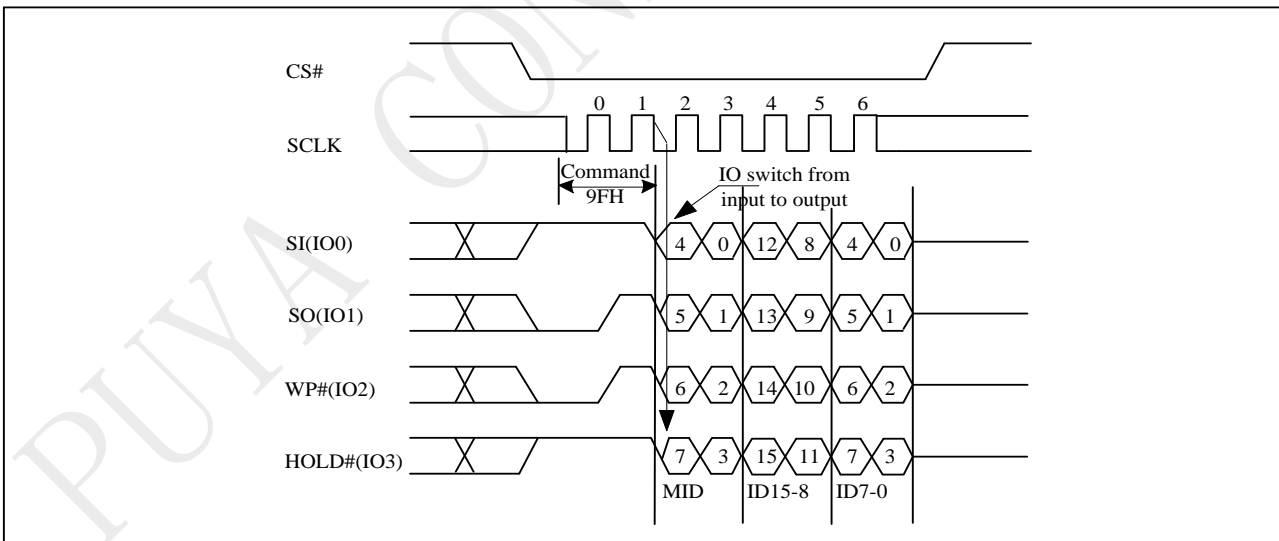 PUYA CON
CS#
0 1 2 3 4 5 6
SCLK
Command
9FH
IO switch from
input to output
SI(IO0)
4 0 12 8 4 0
SO(IO1)
5 1 13 9 5 1
WP#(IO2)
6 2 14 10 6 2
HOLD#(IO3)
7 3 15 11 7 3
MID ID15-8 ID7-0